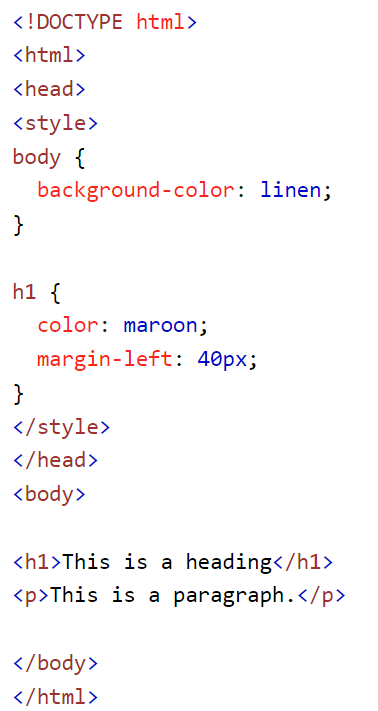 <!DOCTYPE html>
<html>
<head>
<style>
body {
  background-color: linen;
}

h1 {
  color: maroon;
  margin-left: 40px;
}
</style>
</head>
<body>

<h1>This is a heading</h1>
<p>This is a paragraph.</p>

</body>
</html>